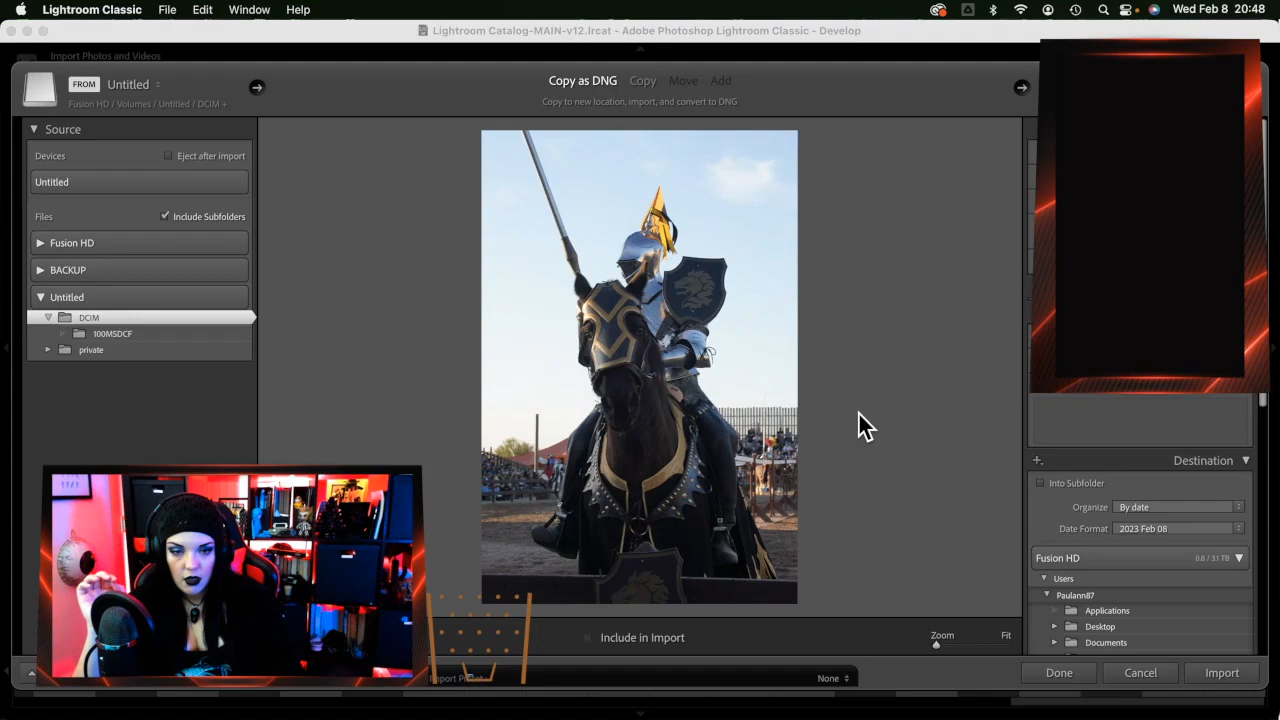 Lightroom Classic File Edit Window Help Wed Feb 8 20:48
Lightroom Catalog-MAIN-v12.lrcat - Adobe Photoshop Lightroom Classic - Develop
Import Photos and Videos
FROM Untitled
Fusion HD / Volumes / Untitled / DCIM +
Copy as DNG Copy Move Add
Copy to new location, import, and convert to DNG
Source
Devices Eject after import
Untitled
Files Include Subfolders
Fusion HD
BACKUP
Untitled
DCIM
100MSDCF
private
Include in Import
Zoom Fit
Import Preset: None
Destination
Into Subfolder
Organize By date
Date Format 2023 Feb 08
Fusion HD 0.8 / 3.1 TB
Users
Paulann87
Applications
Desktop
Documents
Done Cancel Import